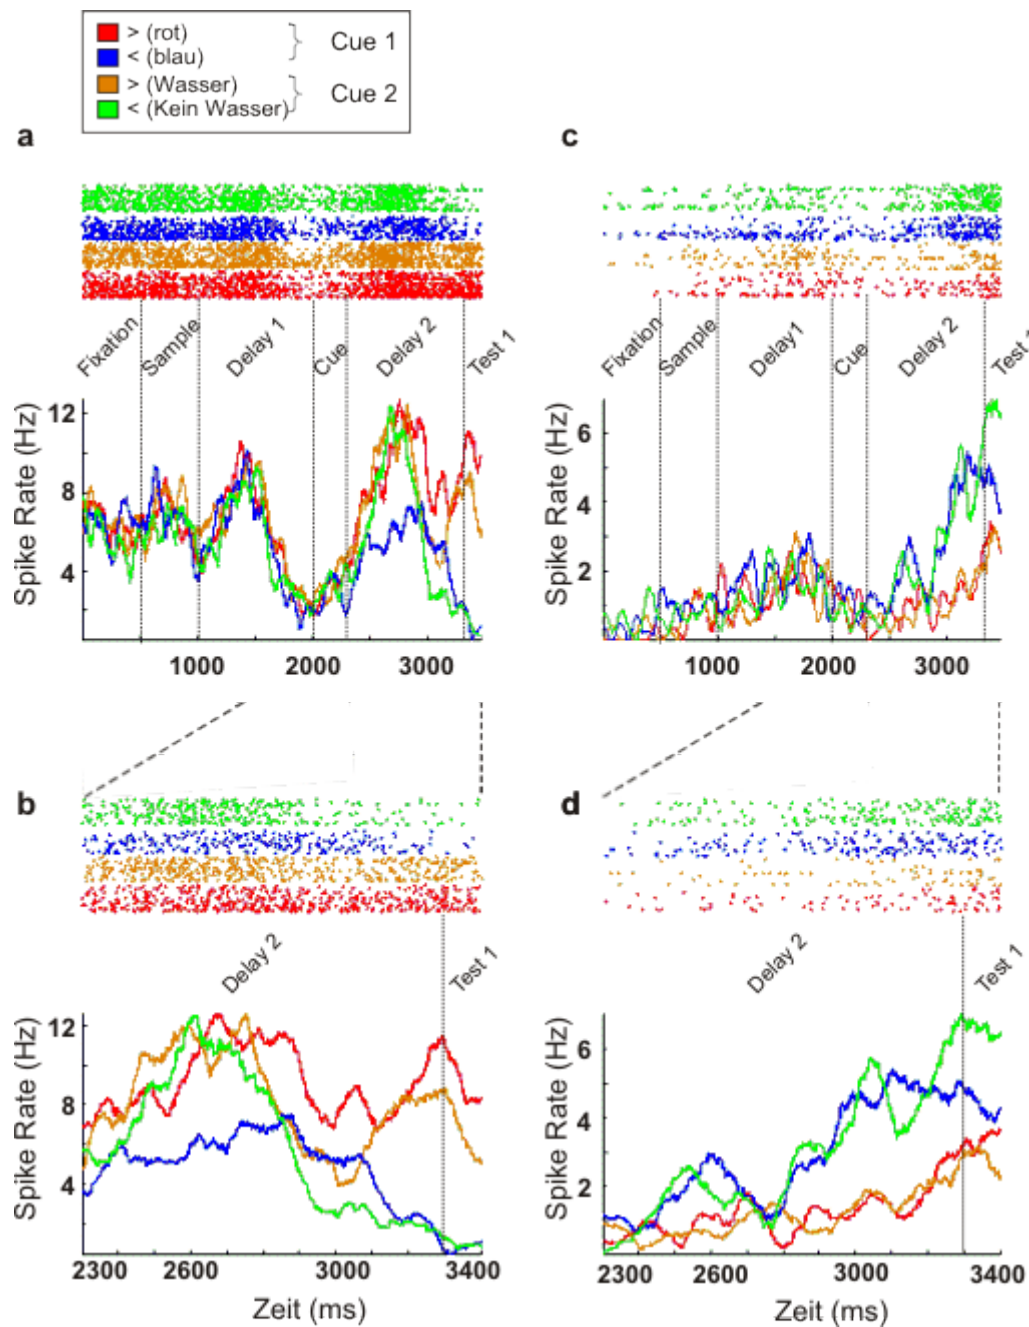 > (rot)
< (blau)
Cue 1
> (Wasser)
< (Kein Wasser)
Cue 2
a
Fixation
Sample
Delay 1
Cue
Delay 2
Test 1
Spike Rate (Hz)
12
8
4
1000
2000
3000
c
Fixation
Sample
Delay1
Cue
Delay 2
Test 1
Spike Rate (Hz)
6
4
2
1000
2000
3000
b
Delay 2
Test 1
Spike Rate (Hz)
12
8
4
2300
2600
3000
3400
Zeit (ms)
d
Delay 2
Test 1
Spike Rate (Hz)
6
4
2
2300
2600
3000
3400
Zeit (ms)